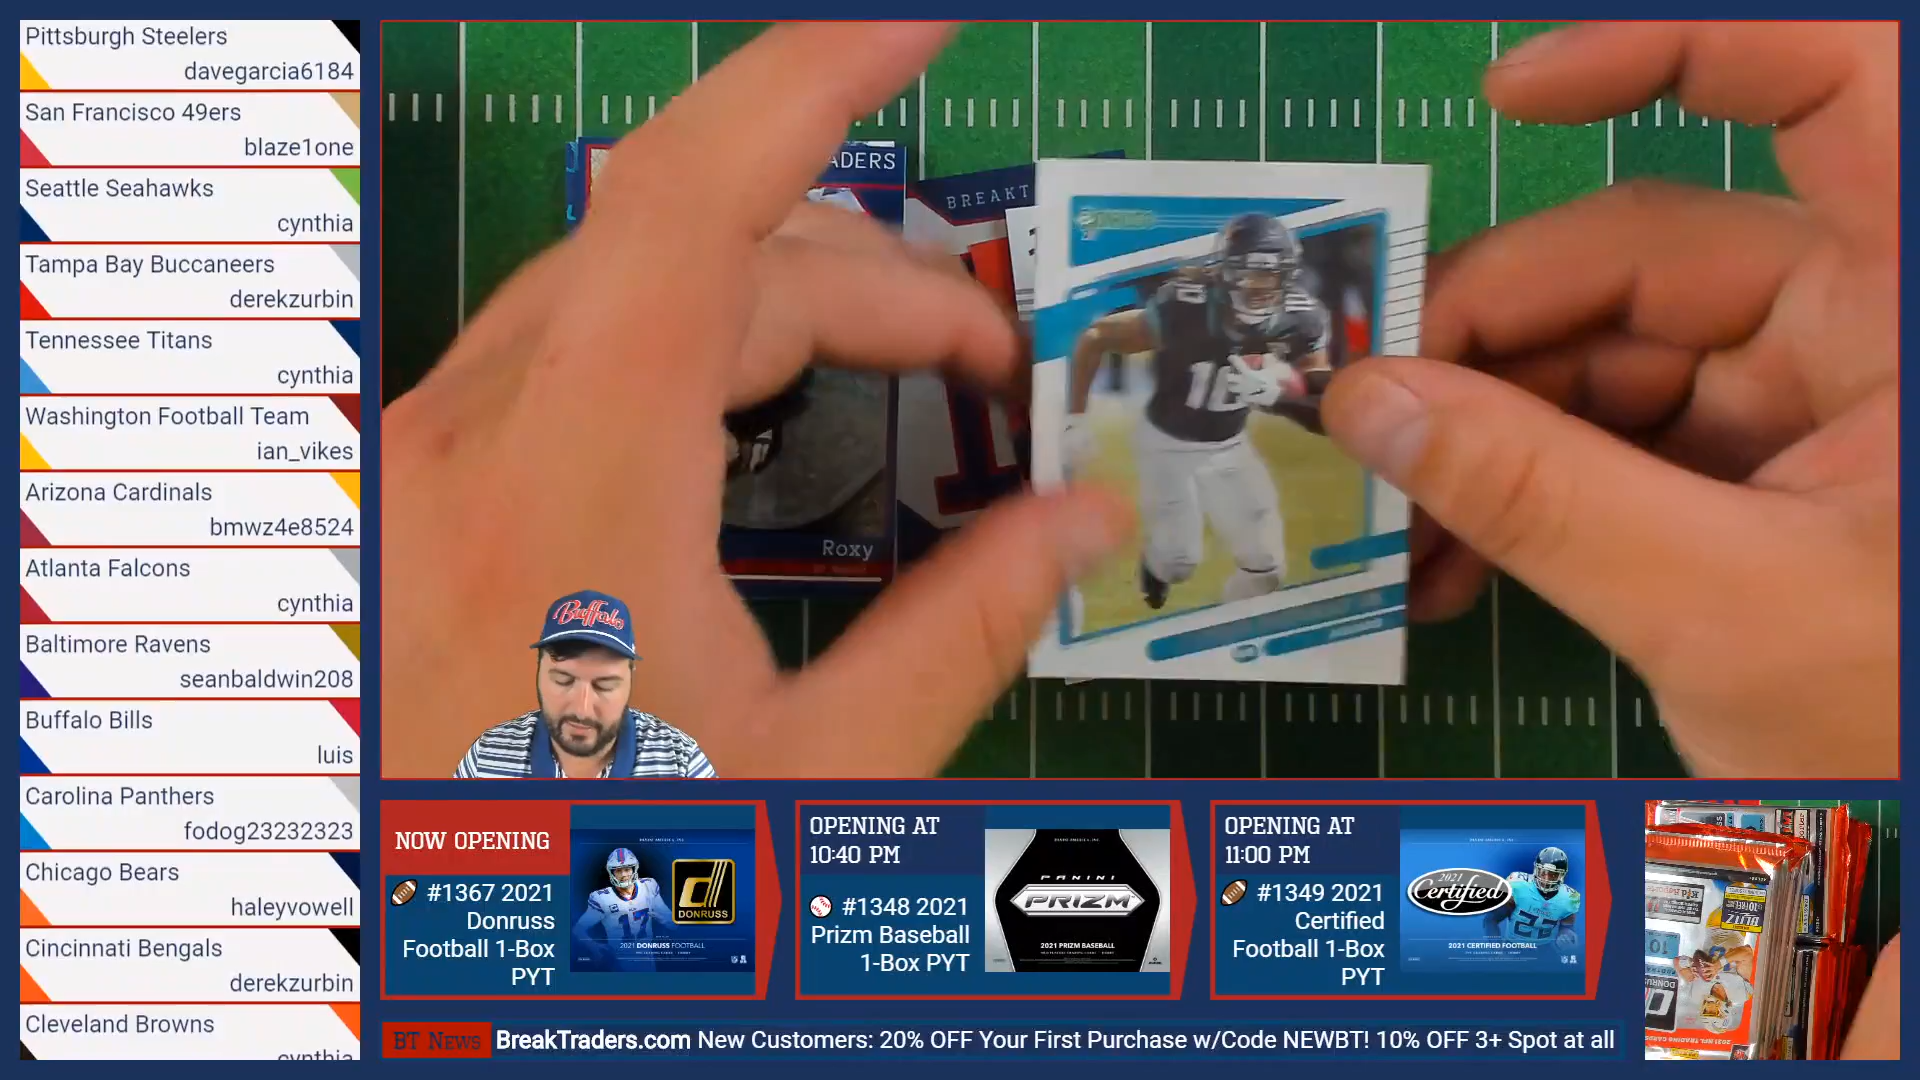 Pittsburgh Steelers
davegarcia6184
San Francisco 49ers
blaze1one
Seattle Seahawks
cynthia
Tampa Bay Buccaneers
derekzurbin
Tennessee Titans
cynthia
Washington Football Team
ian_vikes
Arizona Cardinals
bmwz4e8524
Atlanta Falcons
cynthia
Baltimore Ravens
seanbaldwin208
Buffalo Bills
luis
Carolina Panthers
fodog23232323
Chicago Bears
haleyvowell
Cincinnati Bengals
derekzurbin
Cleveland Browns
cynthia
ADERS
BREAKT
Roxy
Buffalo
NOW OPENING
#1367 2021
Donruss
Football 1-Box
PYT
DONRUSS
2021 DONRUSS FOOTBALL
OPENING AT
10:40 PM
#1348 2021
Prizm Baseball
1-Box PYT
PANINI
PRIZM
2021 PRIZM BASEBALL
OPENING AT
11:00 PM
#1349 2021
Certified
Football 1-Box
PYT
2021
Certified
22
2021 CERTIFIED FOOTBALL
BT NEWS
BreakTraders.com New Customers: 20% OFF Your First Purchase w/Code NEWBT! 10% OFF 3+ Spot at all